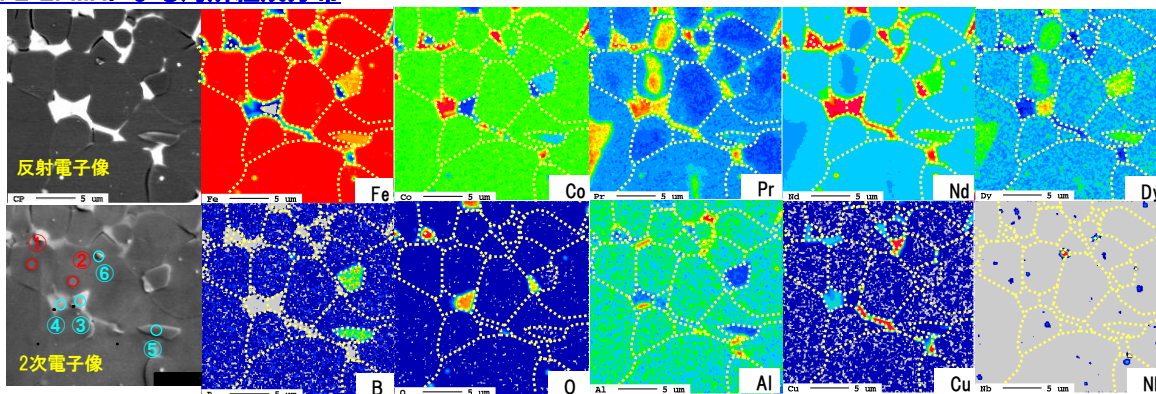 反射電子像
CP 5 um
Fe 5 um
Fe
Co 5 um
Co
Pr 5 um
Pr
Nd 5 um
Nd
Dy 5 um
Dy
①
②
⑥
④ ③
⑤
2次電子像
5 um
B
5 um
O
Al 5 um
Al
Cu 5 um
Cu
Nb 5 um